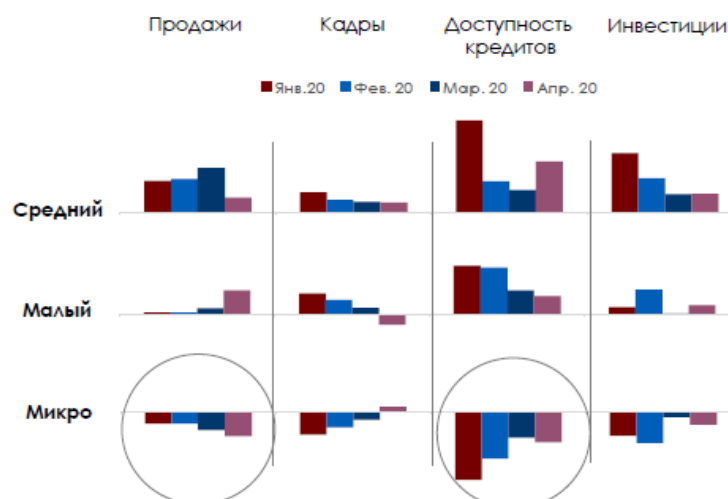 Продажи
Кадры
Доступность
кредитов
Инвестиции
Янв.20 Фев. 20 Мар. 20 Апр. 20
Средний
Малый
Микро